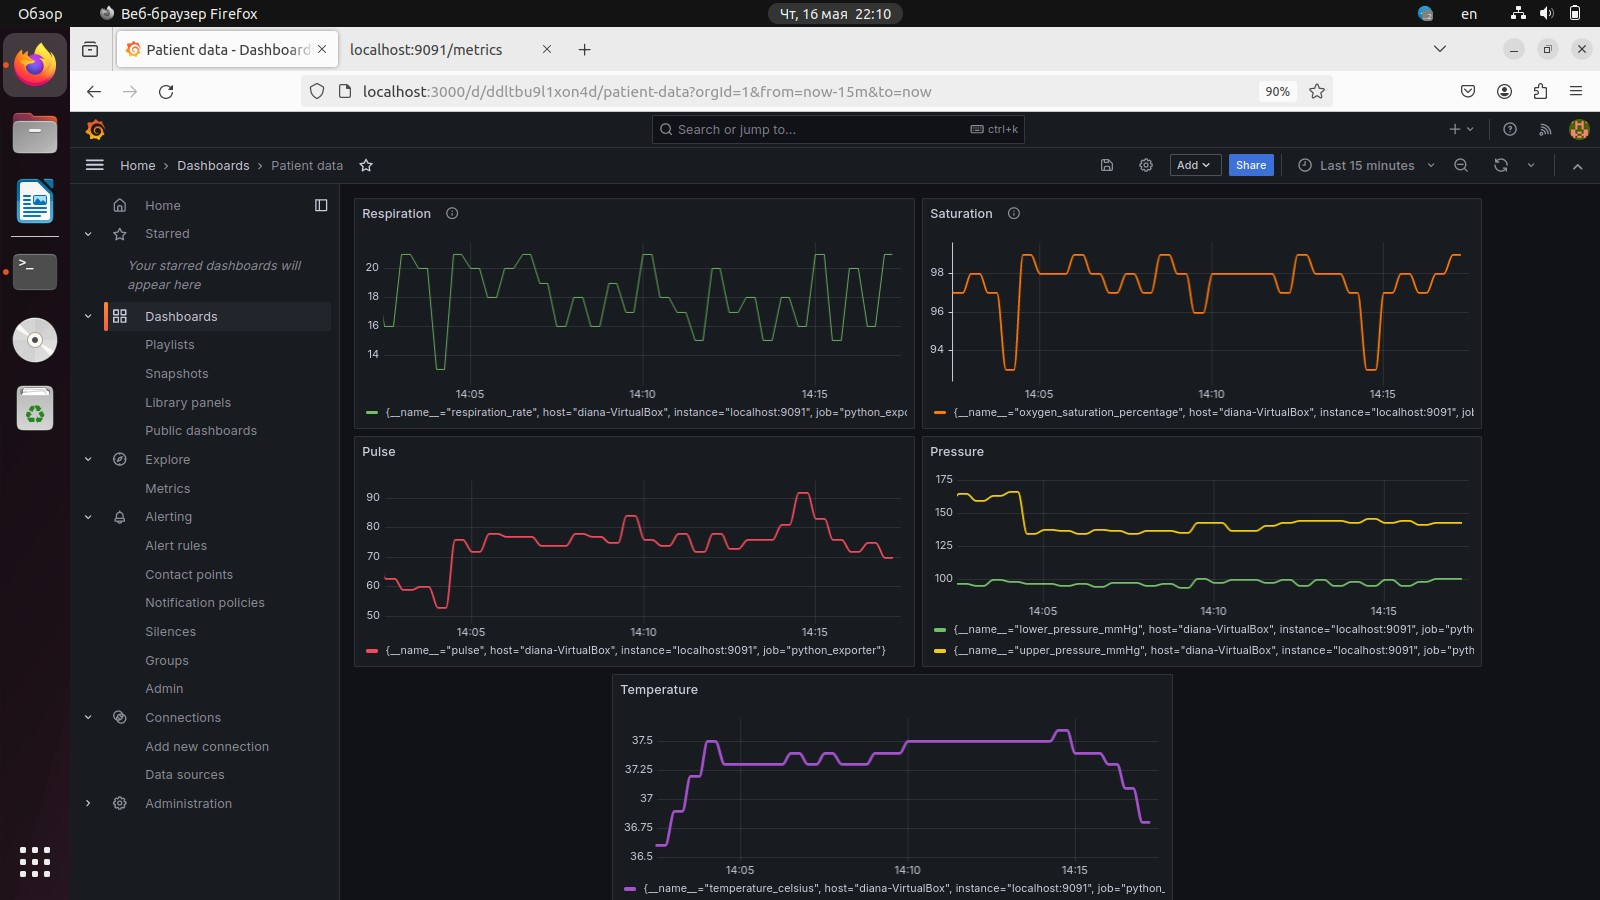 Обзор
Веб-браузер Firefox
Чт, 16 мая 22:10
en
Patient data - Dashboard
localhost:9091/metrics
localhost:3000/d/ddltbu9l1xon4d/patient-data?orgId=1&from=now-15m&to=now
90%
Search or jump to...
ctrl+k
Home › Dashboards › Patient data
Add
Share
Last 15 minutes
Home
Starred
Your starred dashboards will
appear here
Dashboards
Playlists
Snapshots
Library panels
Public dashboards
Explore
Metrics
Alerting
Alert rules
Contact points
Notification policies
Silences
Groups
Admin
Connections
Add new connection
Data sources
Administration
Respiration
20
18
16
14
14:05 14:10 14:15
{__name__="respiration_rate", host="diana-VirtualBox", instance="localhost:9091", job="python_expo
Saturation
98
96
94
14:05 14:10 14:15
{__name__="oxygen_saturation_percentage", host="diana-VirtualBox", instance="localhost:9091", jol
Pulse
90
80
70
60
50
14:05 14:10 14:15
{__name__="pulse", host="diana-VirtualBox", instance="localhost:9091", job="python_exporter"}
Pressure
175
150
125
100
14:05 14:10 14:15
{__name__="lower_pressure_mmHg", host="diana-VirtualBox", instance="localhost:9091", job="pyth
{__name__="upper_pressure_mmHg", host="diana-VirtualBox", instance="localhost:9091", job="pyth
Temperature
37.5
37.25
37
36.75
36.5
14:05 14:10 14:15
{__name__="temperature_celsius", host="diana-VirtualBox", instance="localhost:9091", job="python_